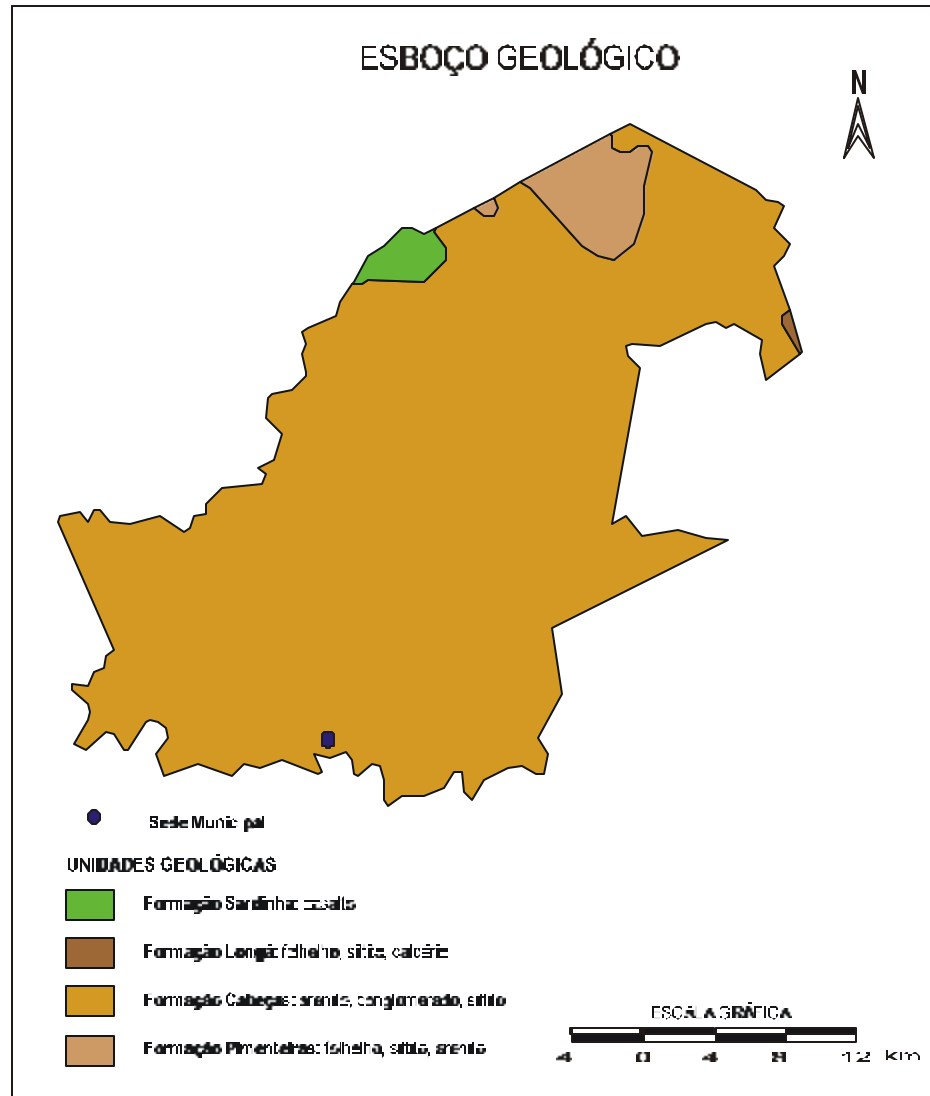 ESBOÇO GEOLÓGICO
N
Sede Municipal
UNIDADES GEOLÓGICAS
Formação Sardinha: basalto
Formação Longá: folhelho, siltito, calcário
Formação Cabeças: arenito, conglomerado, siltito
Formação Pimenteiras: folhelho, siltito, arenito
ESCALA GRÁFICA
4 0 4 8 12 km